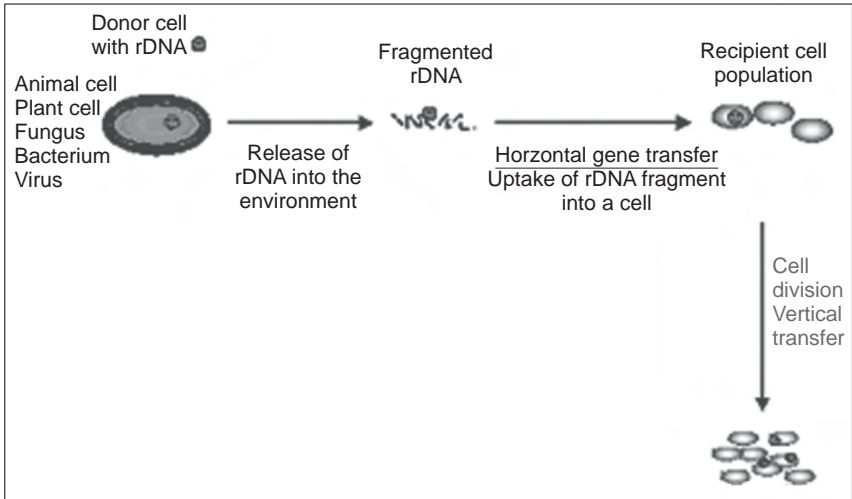 Donor cell
with rDNA
Animal cell
Plant cell
Fungus
Bacterium
Virus
Release of
rDNA into the
environment
Fragmented
rDNA
Horzontal gene transfer
Uptake of rDNA fragment
into a cell
Recipient cell
population
Cell
division
Vertical
transfer